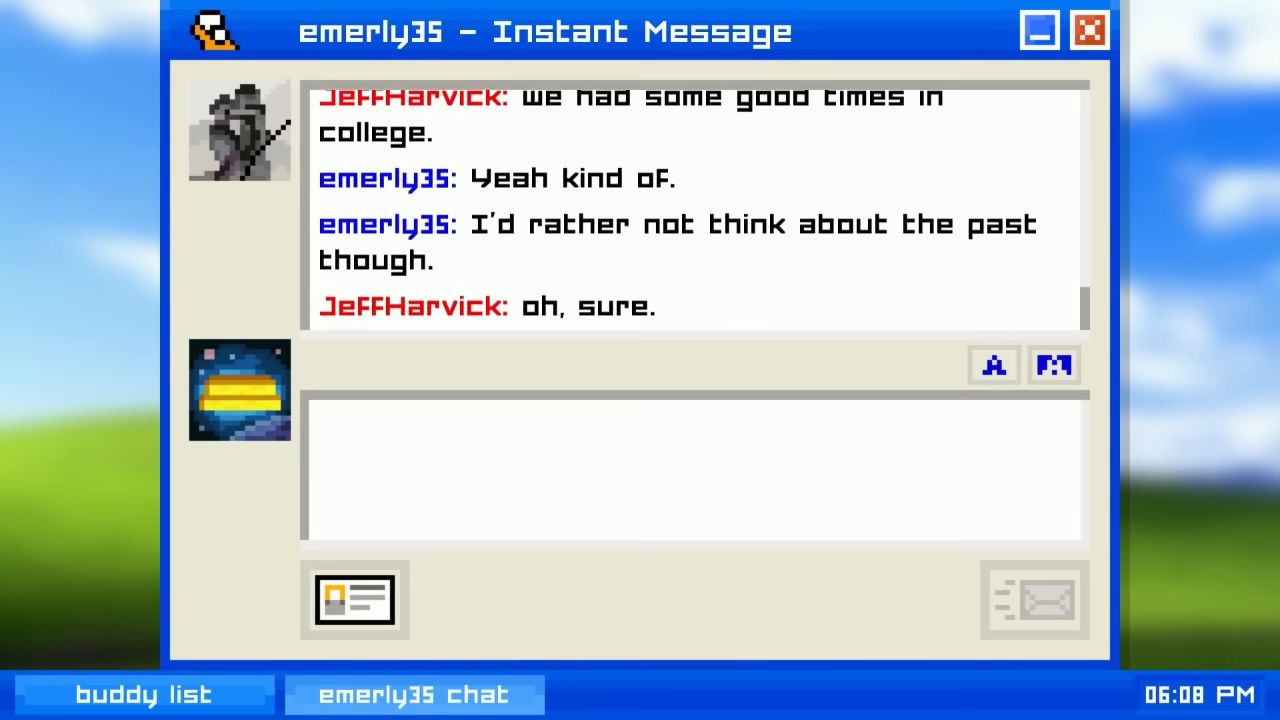 emerly35 - Instant Message
JeffHarvick: we had some good times in
college.
emerly35: Yeah kind of.
emerly35: I'd rather not think about the past
though.
JeffHarvick: oh, sure.
A
buddy list
emerly35 chat
06:08 PM